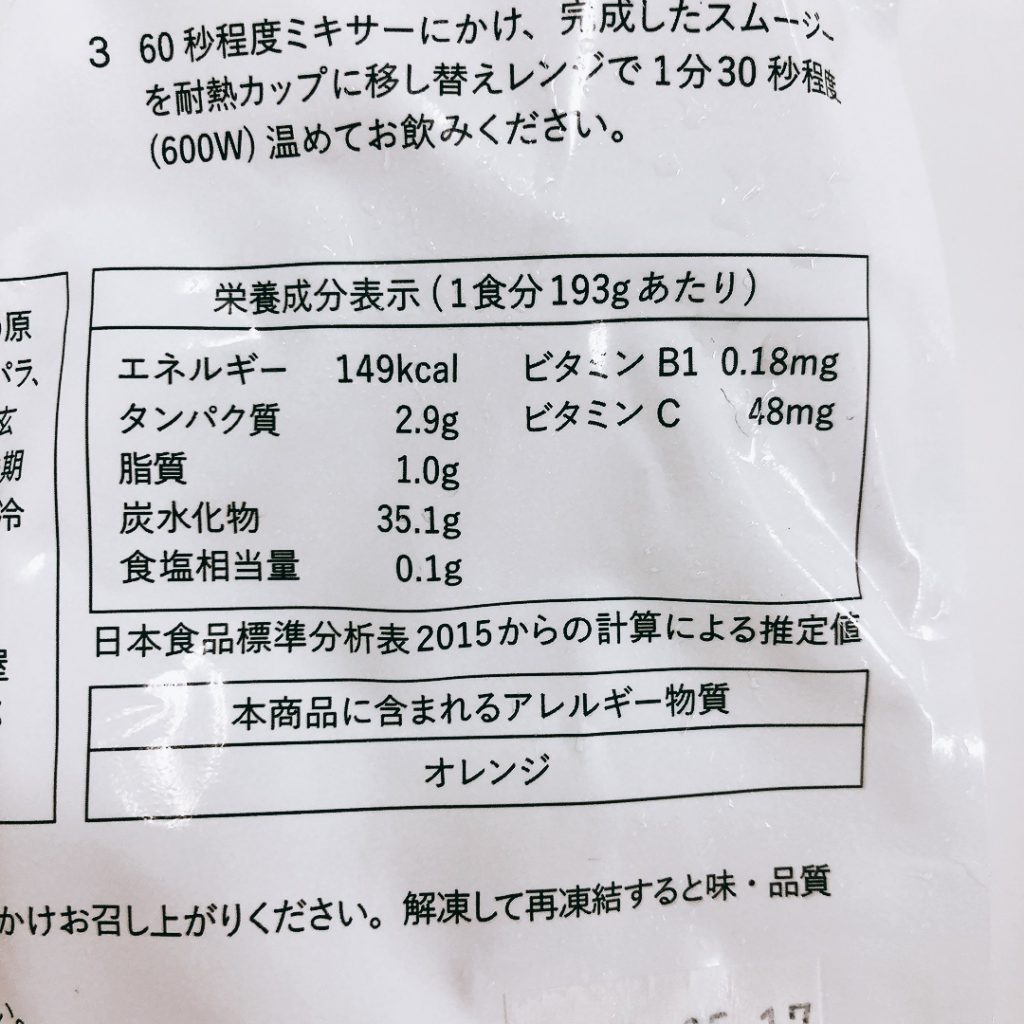 3 60秒程度ミキサーにかけ、完成したスムージー
を耐熱カップに移し替えレンジで1分30秒程度
(600W)温めてお飲みください。
栄養成分表示(1食分193gあたり)
エネルギー 149kcal ビタミンB1 0.18mg
タンパク質 2.9g ビタミンC 48mg
脂質 1.0g
炭水化物 35.1g
食塩相当量 0.1g
日本食品標準分析表2015からの計算による推定値
本商品に含まれるアレルギー物質
オレンジ
原
パラ、
期
冷
かけお召し上がりください。解凍して再凍結すると味・品質